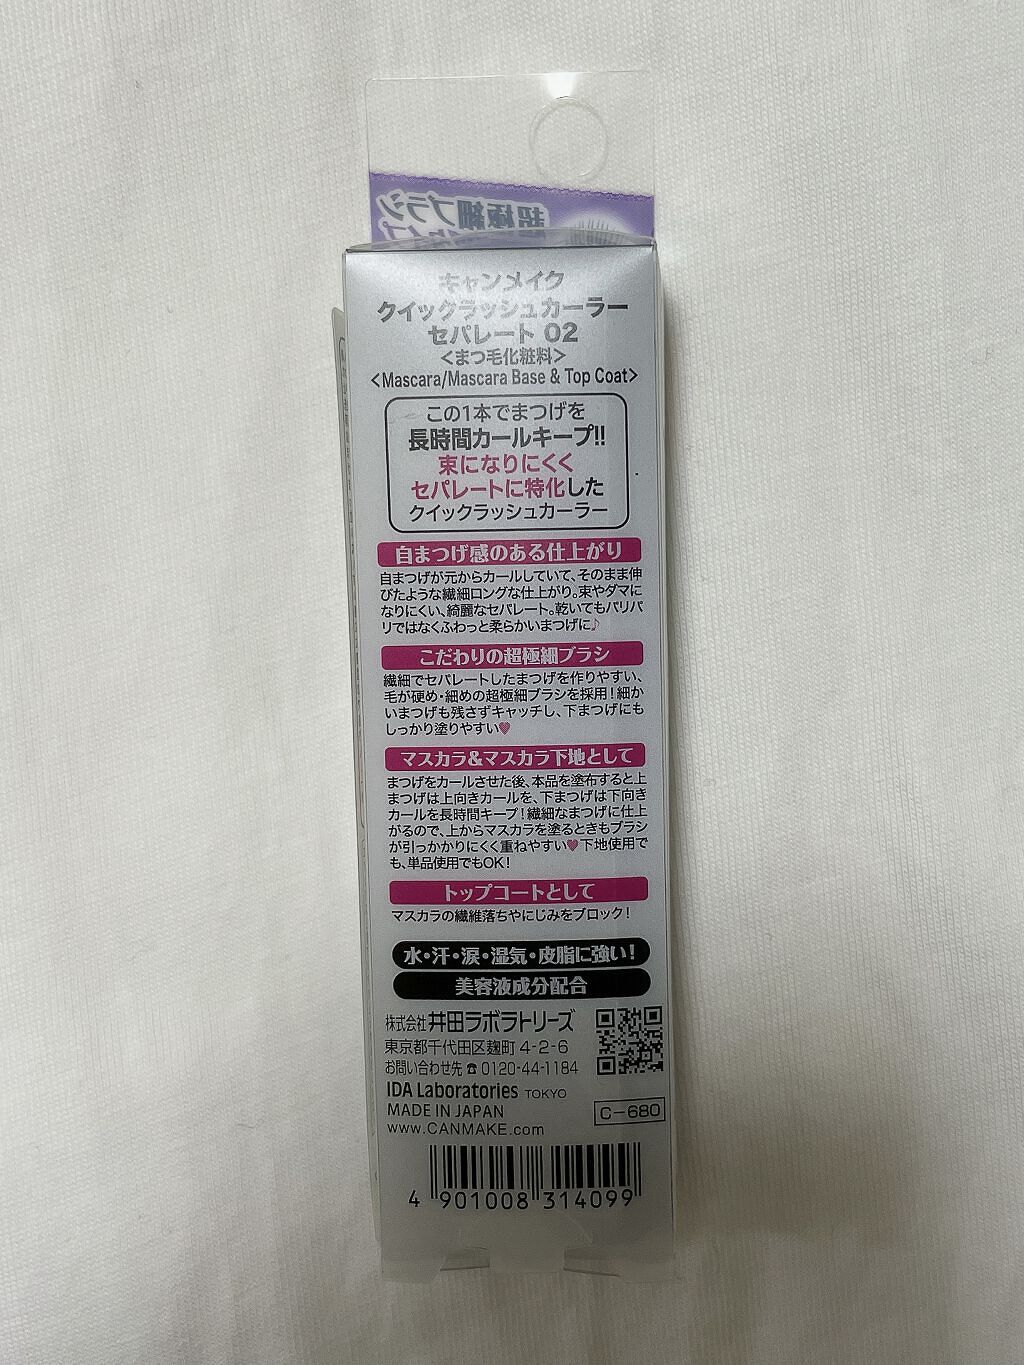 超極細ブラシ
キャンメイク
クイックラッシュカーラー
セパレート 02
<まつ毛化粧料>
<Mascara/Mascara Base & Top Coat>
この1本でまつげを
長時間カールキープ!!
束になりにくく
セパレートに特化した
クイックラッシュカーラー
自まつげ感のある仕上がり
自まつげが元からカールしていて、そのまま伸
びたような繊細ロングな仕上がり。束やダマに
なりにくい、綺麗なセパレート。乾いてもパリパ
リではなくふわっと柔らかいまつげに♪
こだわりの超極細ブラシ
繊細でセパレートしたまつげを作りやすい、
毛が硬め・細めの超極細ブラシを採用!細か
いまつげも残さずキャッチし、下まつげにも
しっかり塗りやすい♥
マスカラ&マスカラ下地として
まつげをカールさせた後、本品を塗布すると上
まつげは上向きカールを、下まつげは下向き
カールを長時間キープ!繊細なまつげに仕上
がるので、上からマスカラを塗るときもブラシ
が引っかかりにくく重ねやすい♥下地使用で
も、単品使用でもOK!
トップコートとして
マスカラの繊維落ちやにじみをブロック!
水・汗・涙・湿気・皮脂に強い!
美容液成分配合
株式会社 井田ラボラトリーズ
東京都千代田区麹町 4-2-6
お問い合わせ先 ☎ 0120-44-1184
IDA Laboratories TOKYO
MADE IN JAPAN
www.CANMAKE.com
C-680
4 901008 314099